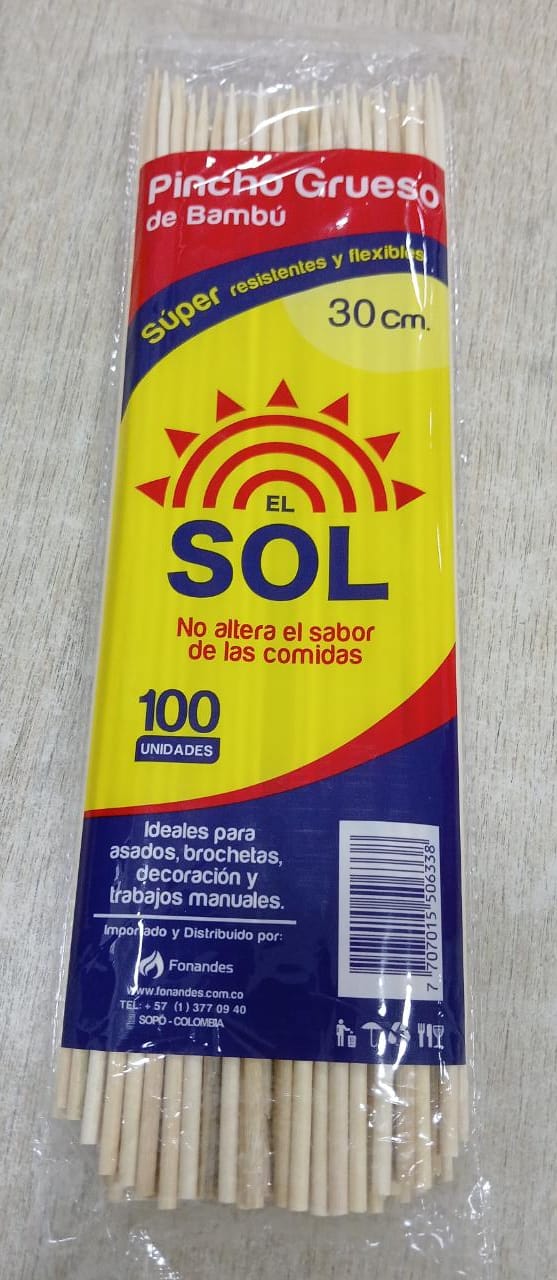 Pincho Grueso
de Bambú
Súper resistentes y flexibles
30 cm.
EL
SOL
No altera el sabor
de las comidas
100
UNIDADES
Ideales para
asados, brochetas,
decoración y
trabajos manuales.
Importado y Distribuido por:
Fonandes
www.fonandes.com.co
TEL: + 57 (1) 377 09 40
SOPÓ - COLOMBIA
7 707015 506338